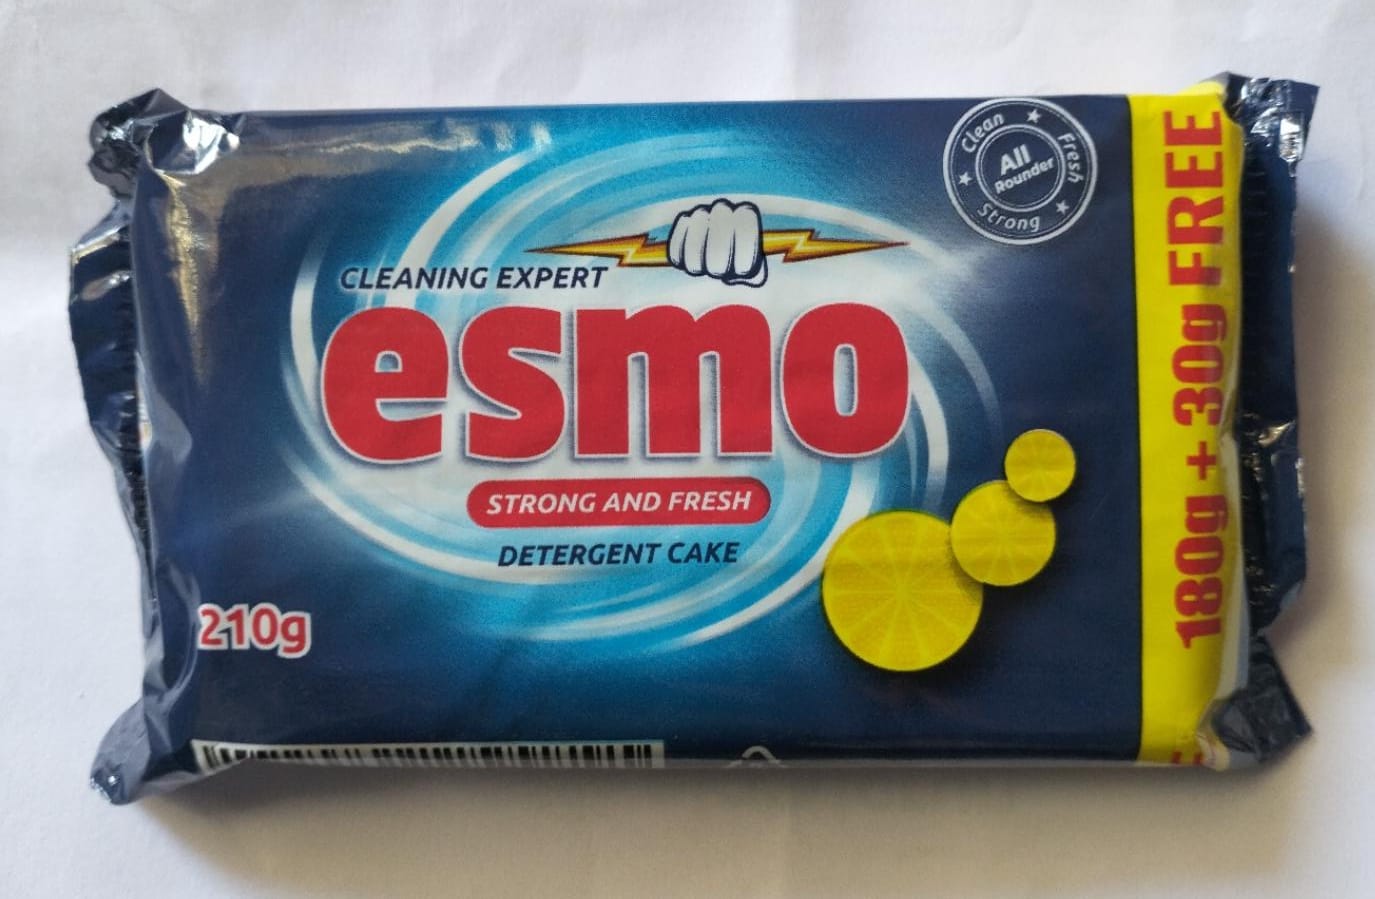 CLEANING EXPERT
esmo
STRONG AND FRESH
DETERGENT CAKE
210g
Clean
Fresh
Strong
All
Rounder
180g + 30g FREE